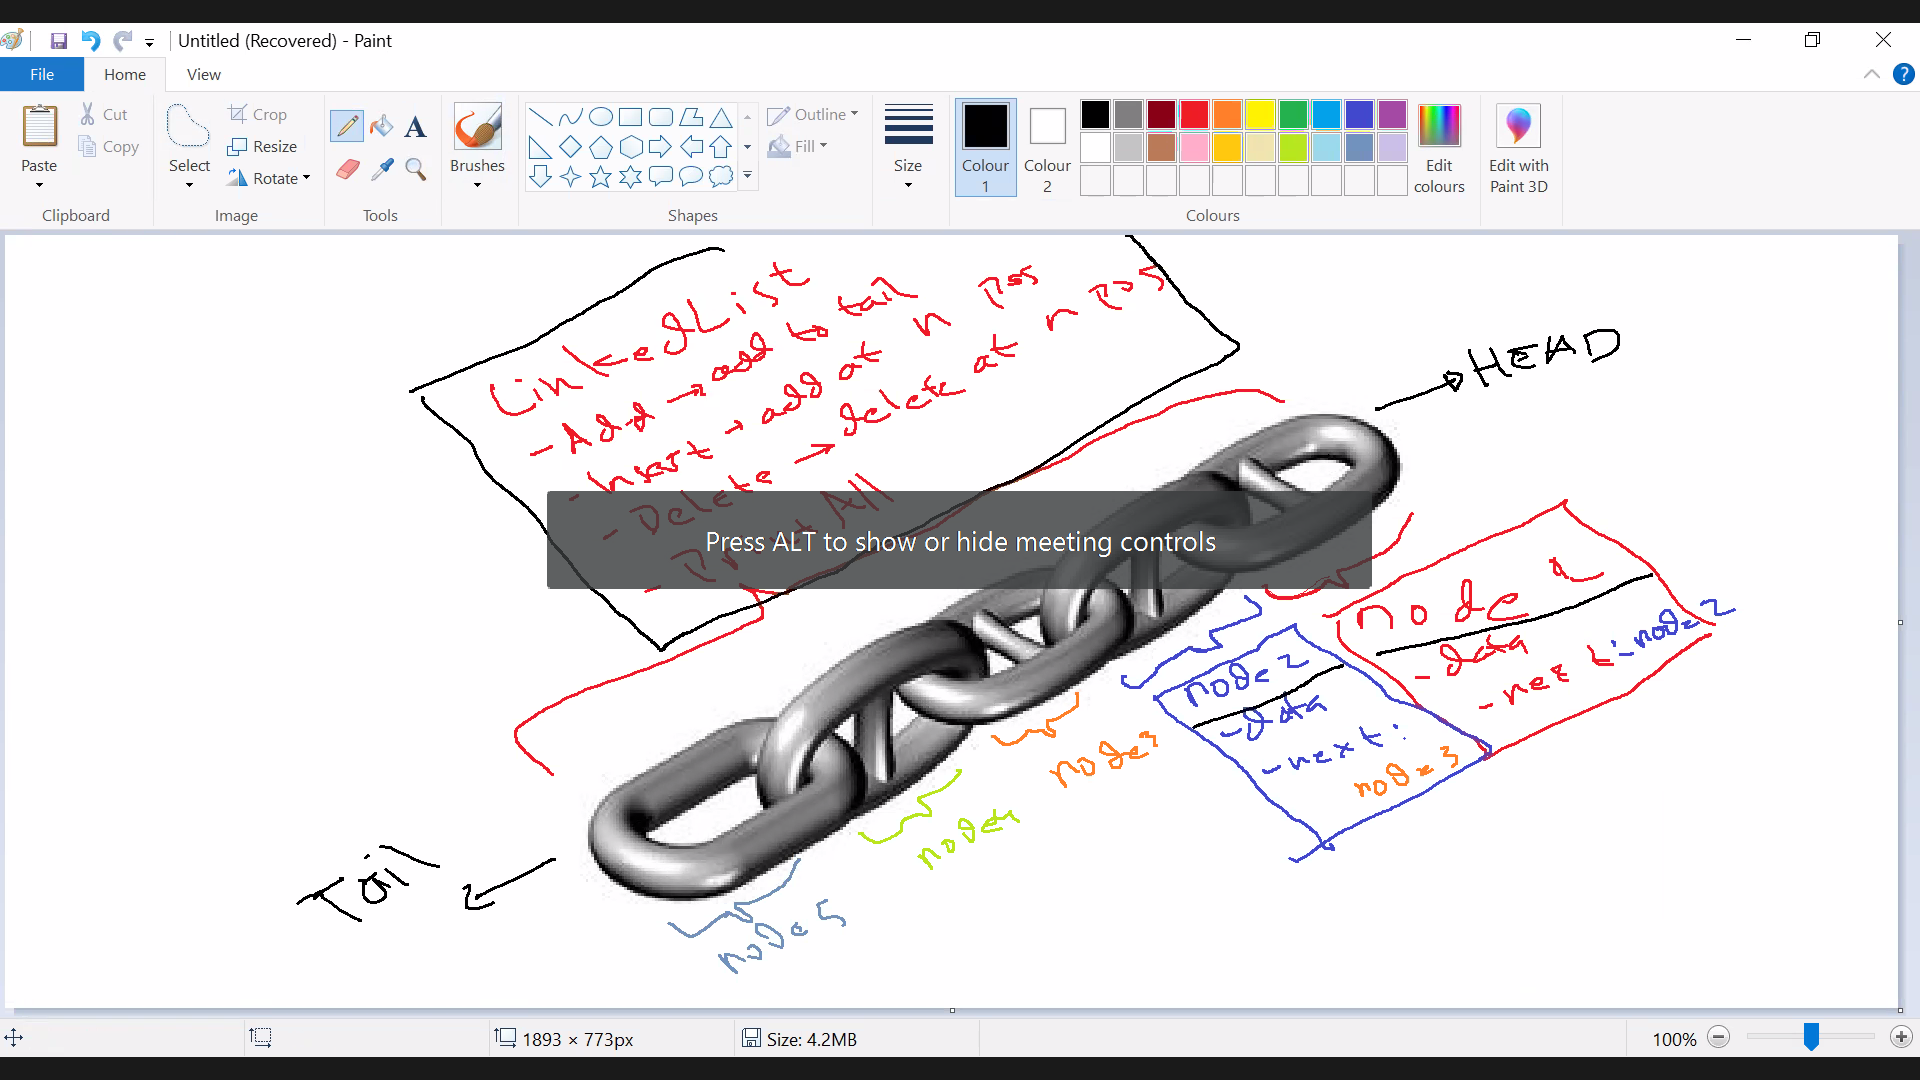 Untitled (Recovered) - Paint
File
Home
View
Paste
Cut
Copy
Clipboard
Select
Crop
Resize
Rotate
Image
A
Tools
Brushes
Shapes
Outline
Fill
Size
Colour 1
Colour 2
Colours
Edit colours
Edit with Paint 3D
?
LinkedList
- Add → add to tail
- Insert → add at n Pos
- Delete → delete at n Pos
- Print All
HEAD
Press ALT to show or hide meeting controls
node 1
- data
- next : node 2
node 2
- data
- next :
node 3
node 3
node 4
node 5
Tail
1893 × 773px
Size: 4.2MB
100%